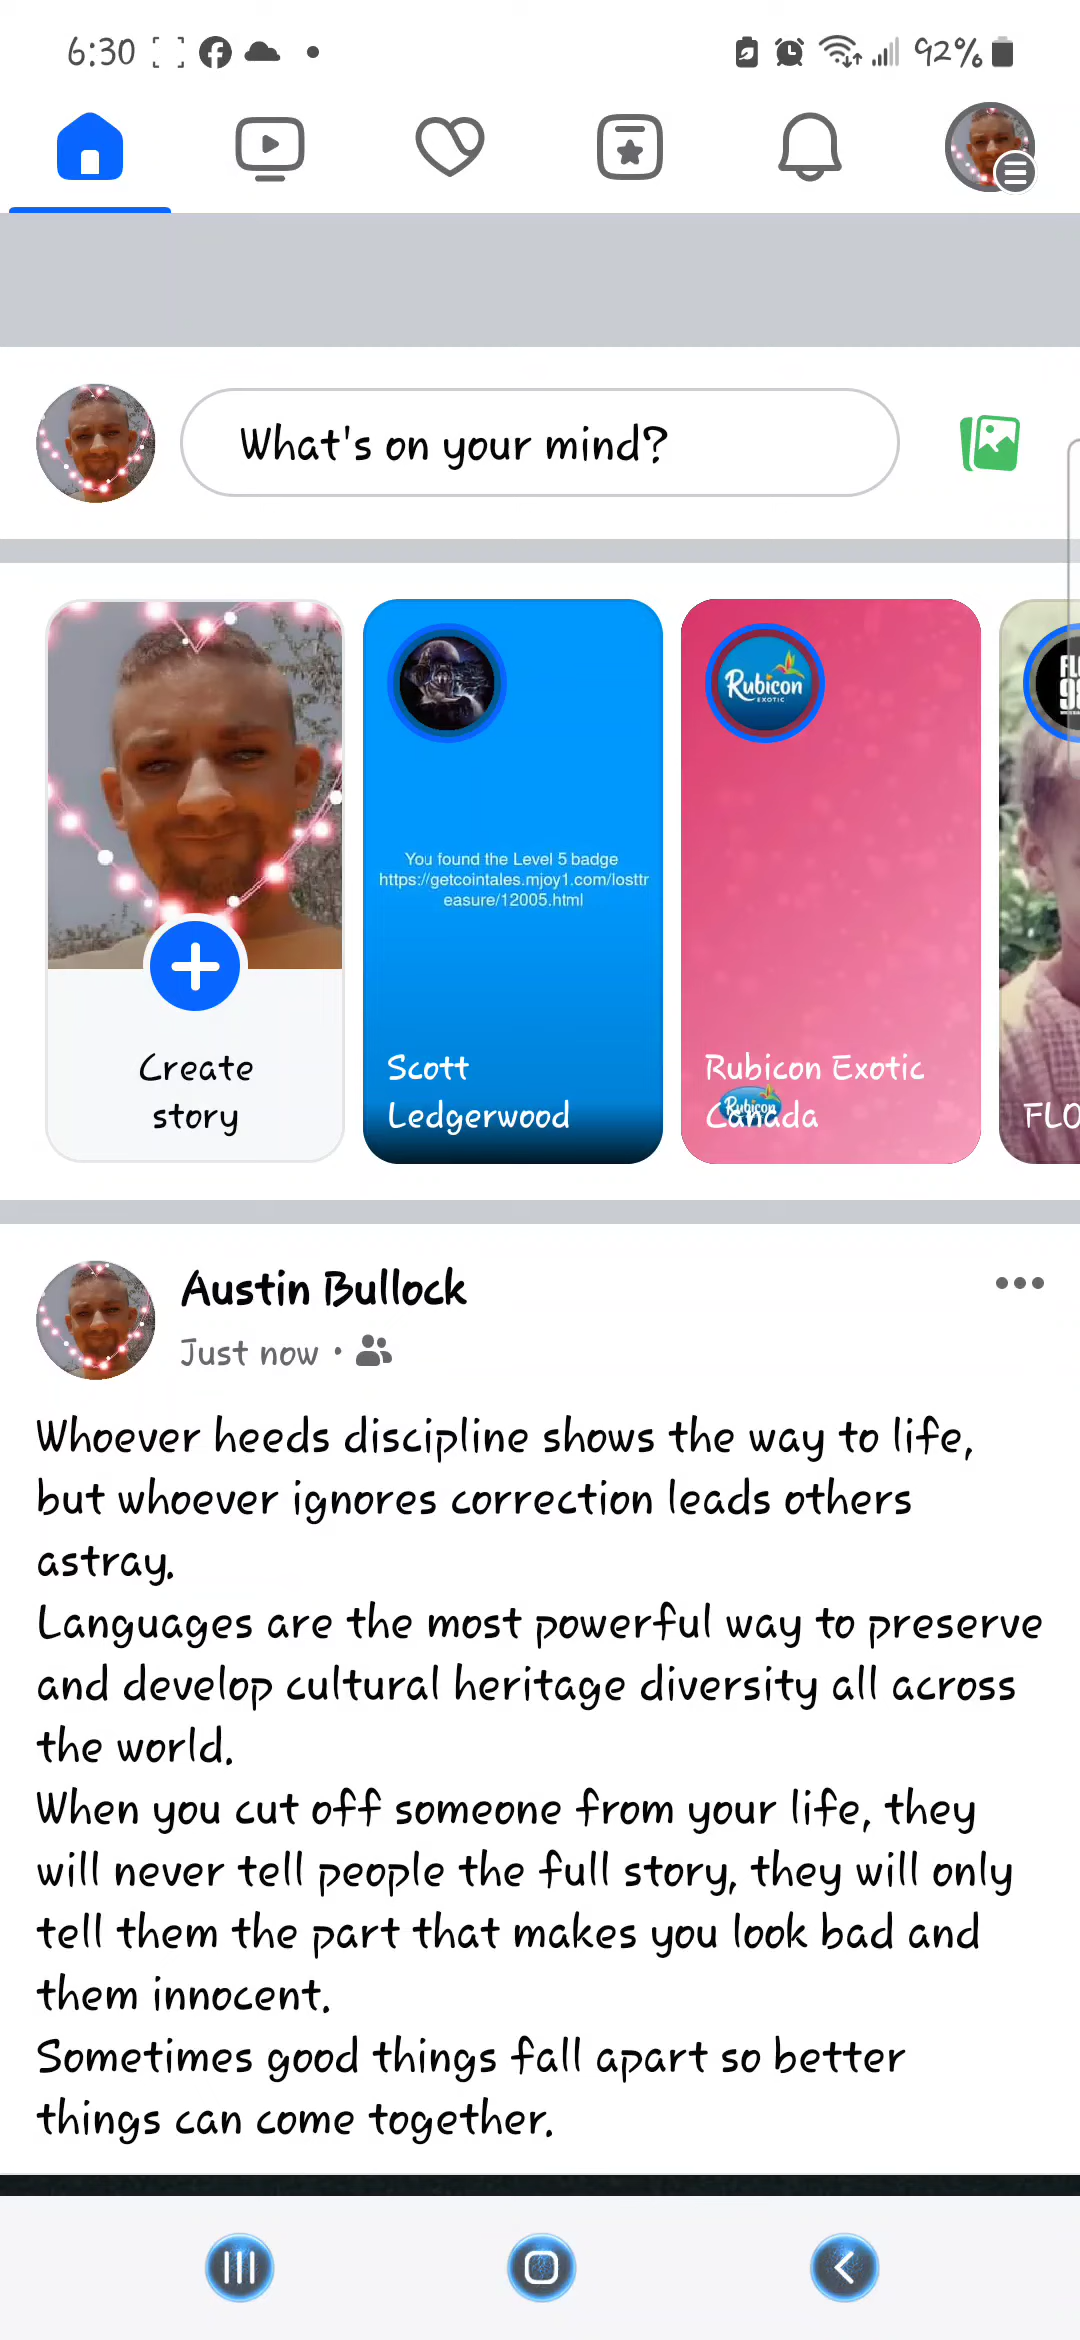 6:30
92%
What's on your mind?
Rubicon
EXOTIC
You found the Level 5 badge
https://getcointales.mjoy1.com/losttr
easure/12005.html
Create
story
Scott
Ledgerwood
Rubicon Exotic
Canada
Rubicon
FLO
Austin Bullock
Just now •
Whoever heeds discipline shows the way to life,
but whoever ignores correction leads others
astray.
Languages are the most powerful way to preserve
and develop cultural heritage diversity all across
the world.
When you cut off someone from your life, they
will never tell people the full story, they will only
tell them the part that makes you look bad and
them innocent.
Sometimes good things fall apart so better
things can come together.